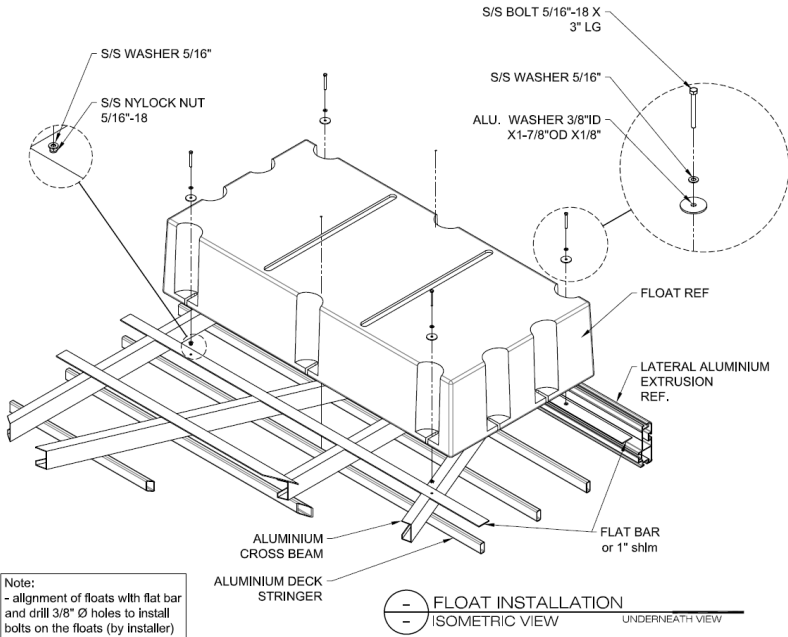 S/S BOLT 5/16"-18 X
3" LG
S/S WASHER 5/16"
S/S WASHER 5/16"
S/S NYLOCK NUT
5/16"-18
ALU. WASHER 3/8"ID
X1-7/8"OD X1/8"
FLOAT REF
LATERAL ALUMINIUM
EXTRUSION
REF.
FLAT BAR
or 1" shim
ALUMINIUM
CROSS BEAM
ALUMINIUM DECK
STRINGER
Note:
- alignment of floats with flat bar
and drill 3/8" Ø holes to install
bolts on the floats (by installer)
-
-
FLOAT INSTALLATION
ISOMETRIC VIEW
UNDERNEATH VIEW